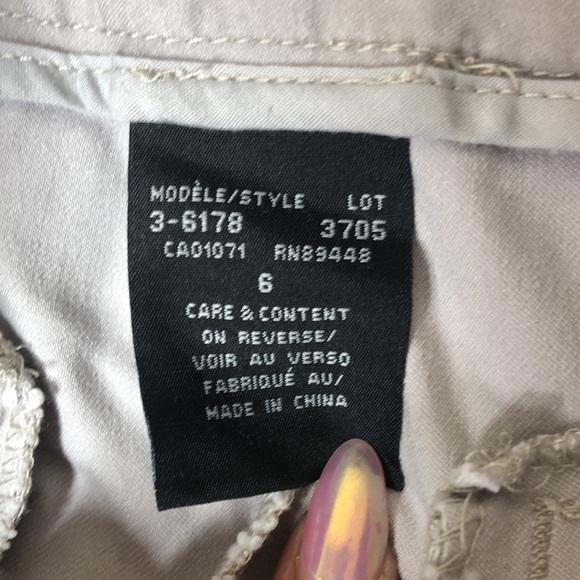 MODÈLE/STYLE LOT
3-6178 3705
CA01071 RN89448
6
CARE & CONTENT
ON REVERSE/
VOIR AU VERSO
FABRIQUÉ AU/
MADE IN CHINA